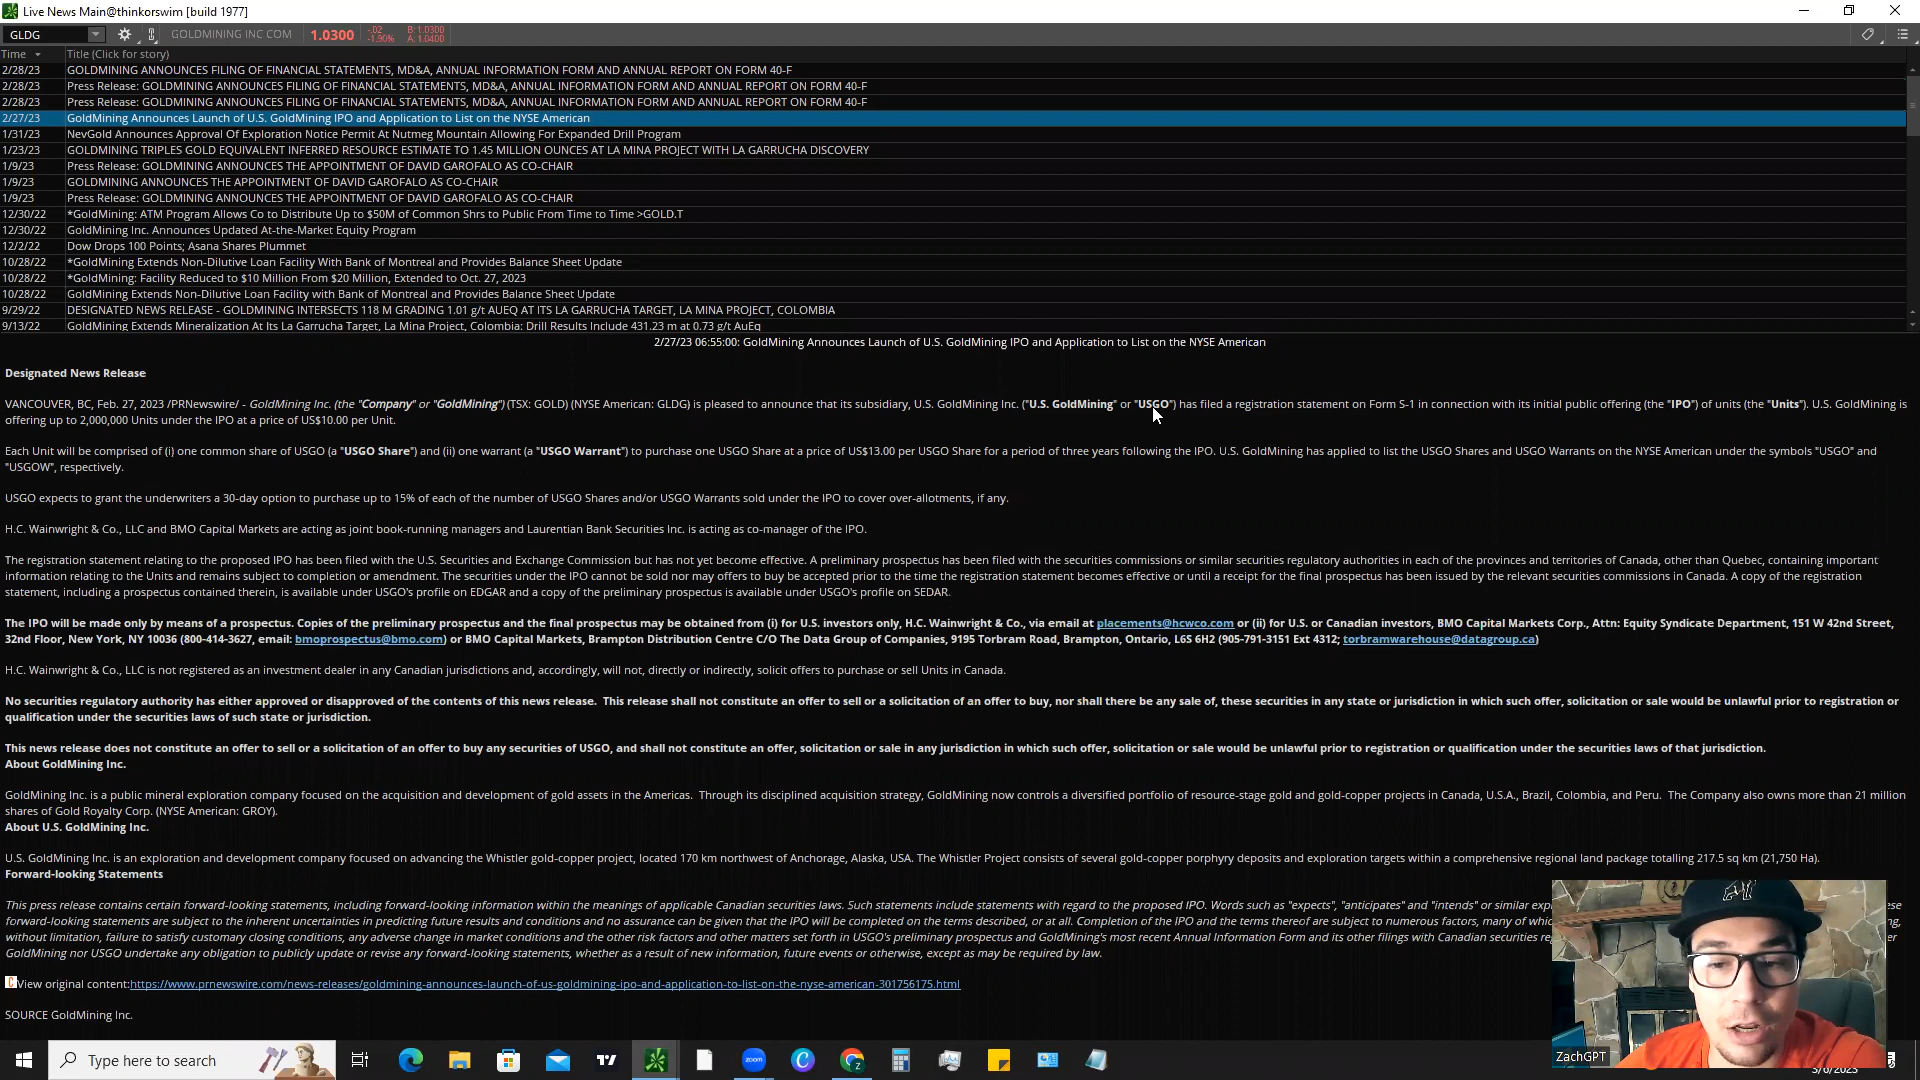 Live News Main@thinkorswim [build 1977]
GLDG GOLDMINING INC COM 1.0300 -.02 B: 1.0300
-1.90% A: 1.0400
Time Title (Click for story)
2/28/23 GOLDMINING ANNOUNCES FILING OF FINANCIAL STATEMENTS, MD&A, ANNUAL INFORMATION FORM AND ANNUAL REPORT ON FORM 40-F
2/28/23 Press Release: GOLDMINING ANNOUNCES FILING OF FINANCIAL STATEMENTS, MD&A, ANNUAL INFORMATION FORM AND ANNUAL REPORT ON FORM 40-F
2/28/23 Press Release: GOLDMINING ANNOUNCES FILING OF FINANCIAL STATEMENTS, MD&A, ANNUAL INFORMATION FORM AND ANNUAL REPORT ON FORM 40-F
2/27/23 GoldMining Announces Launch of U.S. GoldMining IPO and Application to List on the NYSE American
1/31/23 NevGold Announces Approval Of Exploration Notice Permit At Nutmeg Mountain Allowing For Expanded Drill Program
1/23/23 GOLDMINING TRIPLES GOLD EQUIVALENT INFERRED RESOURCE ESTIMATE TO 1.45 MILLION OUNCES AT LA MINA PROJECT WITH LA GARRUCHA DISCOVERY
1/9/23 Press Release: GOLDMINING ANNOUNCES THE APPOINTMENT OF DAVID GAROFALO AS CO-CHAIR
1/9/23 GOLDMINING ANNOUNCES THE APPOINTMENT OF DAVID GAROFALO AS CO-CHAIR
1/9/23 Press Release: GOLDMINING ANNOUNCES THE APPOINTMENT OF DAVID GAROFALO AS CO-CHAIR
12/30/22 *GoldMining: ATM Program Allows Co to Distribute Up to $50M of Common Shrs to Public From Time to Time >GOLD.T
12/30/22 GoldMining Inc. Announces Updated At-the-Market Equity Program
12/2/22 Dow Drops 100 Points; Asana Shares Plummet
10/28/22 *GoldMining Extends Non-Dilutive Loan Facility With Bank of Montreal and Provides Balance Sheet Update
10/28/22 *GoldMining: Facility Reduced to $10 Million From $20 Million, Extended to Oct. 27, 2023
10/28/22 GoldMining Extends Non-Dilutive Loan Facility with Bank of Montreal and Provides Balance Sheet Update
9/29/22 DESIGNATED NEWS RELEASE - GOLDMINING INTERSECTS 118 M GRADING 1.01 g/t AUEQ AT ITS LA GARRUCHA TARGET, LA MINA PROJECT, COLOMBIA
9/13/22 GoldMining Extends Mineralization At Its La Garrucha Target, La Mina Project, Colombia: Drill Results Include 431.23 m at 0.73 g/t AuEq
2/27/23 06:55:00: GoldMining Announces Launch of U.S. GoldMining IPO and Application to List on the NYSE American
Designated News Release
VANCOUVER, BC, Feb. 27, 2023 /PRNewswire/ - GoldMining Inc. (the "Company" or "GoldMining") (TSX: GOLD) (NYSE American: GLDG) is pleased to announce that its subsidiary, U.S. GoldMining Inc. ("U.S. GoldMining" or "USGO") has filed a registration statement on Form S-1 in connection with its initial public offering (the "IPO") of units (the "Units"). U.S. GoldMining is
offering up to 2,000,000 Units under the IPO at a price of US$10.00 per Unit.
Each Unit will be comprised of (i) one common share of USGO (a "USGO Share") and (ii) one warrant (a "USGO Warrant") to purchase one USGO Share at a price of US$13.00 per USGO Share for a period of three years following the IPO. U.S. GoldMining has applied to list the USGO Shares and USGO Warrants on the NYSE American under the symbols "USGO" and
"USGOW", respectively.
USGO expects to grant the underwriters a 30-day option to purchase up to 15% of each of the number of USGO Shares and/or USGO Warrants sold under the IPO to cover over-allotments, if any.
H.C. Wainwright & Co., LLC and BMO Capital Markets are acting as joint book-running managers and Laurentian Bank Securities Inc. is acting as co-manager of the IPO.
The registration statement relating to the proposed IPO has been filed with the U.S. Securities and Exchange Commission but has not yet become effective. A preliminary prospectus has been filed with the securities commissions or similar securities regulatory authorities in each of the provinces and territories of Canada, other than Quebec, containing important
information relating to the Units and remains subject to completion or amendment. The securities under the IPO cannot be sold nor may offers to buy be accepted prior to the time the registration statement becomes effective or until a receipt for the final prospectus has been issued by the relevant securities commissions in Canada. A copy of the registration
statement, including a prospectus contained therein, is available under USGO's profile on EDGAR and a copy of the preliminary prospectus is available under USGO's profile on SEDAR.
The IPO will be made only by means of a prospectus. Copies of the preliminary prospectus and the final prospectus may be obtained from (i) for U.S. investors only, H.C. Wainwright & Co., via email at placements@hcwco.com or (ii) for U.S. or Canadian investors, BMO Capital Markets Corp., Attn: Equity Syndicate Department, 151 W 42nd Street,
32nd Floor, New York, NY 10036 (800-414-3627, email: bmoprospectus@bmo.com) or BMO Capital Markets, Brampton Distribution Centre C/O The Data Group of Companies, 9195 Torbram Road, Brampton, Ontario, L6S 6H2 (905-791-3151 Ext 4312; torbramwarehouse@datagroup.ca)
H.C. Wainwright & Co., LLC is not registered as an investment dealer in any Canadian jurisdictions and, accordingly, will not, directly or indirectly, solicit offers to purchase or sell Units in Canada.
No securities regulatory authority has either approved or disapproved of the contents of this news release. This release shall not constitute an offer to sell or a solicitation of an offer to buy, nor shall there be any sale of, these securities in any state or jurisdiction in which such offer, solicitation or sale would be unlawful prior to registration or
qualification under the securities laws of such state or jurisdiction.
This news release does not constitute an offer to sell or a solicitation of an offer to buy any securities of USGO, and shall not constitute an offer, solicitation or sale in any jurisdiction in which such offer, solicitation or sale would be unlawful prior to registration or qualification under the securities laws of that jurisdiction.
About GoldMining Inc.
GoldMining Inc. is a public mineral exploration company focused on the acquisition and development of gold assets in the Americas. Through its disciplined acquisition strategy, GoldMining now controls a diversified portfolio of resource-stage gold and gold-copper projects in Canada, U.S.A., Brazil, Colombia, and Peru. The Company also owns more than 21 million
shares of Gold Royalty Corp. (NYSE American: GROY).
About U.S. GoldMining Inc.
U.S. GoldMining Inc. is an exploration and development company focused on advancing the Whistler gold-copper project, located 170 km northwest of Anchorage, Alaska, USA. The Whistler Project consists of several gold-copper porphyry deposits and exploration targets within a comprehensive regional land package totalling 217.5 sq km (21,750 Ha).
Forward-looking Statements
This press release contains certain forward-looking statements, including forward-looking information within the meanings of applicable Canadian securities laws. Such statements include statements with regard to the proposed IPO. Words such as "expects", "anticipates" and "intends" or similar exp ese
forward-looking statements are subject to the inherent uncertainties in predicting future results and conditions and no assurance can be given that the IPO will be completed on the terms described, or at all. Completion of the IPO and the terms thereof are subject to numerous factors, many of whic ng,
without limitation, failure to satisfy customary closing conditions, any adverse change in market conditions and the other risk factors and other matters set forth in USGO's preliminary prospectus and GoldMining's most recent Annual Information Form and its other filings with Canadian securities reg er
GoldMining nor USGO undertake any obligation to publicly update or revise any forward-looking statements, whether as a result of new information, future events or otherwise, except as may be required by law.
View original content:https://www.prnewswire.com/news-releases/goldmining-announces-launch-of-us-goldmining-ipo-and-application-to-list-on-the-nyse-american-301756175.html
SOURCE GoldMining Inc.
ZachGPT
Type here to search
zoom
3/6/2023